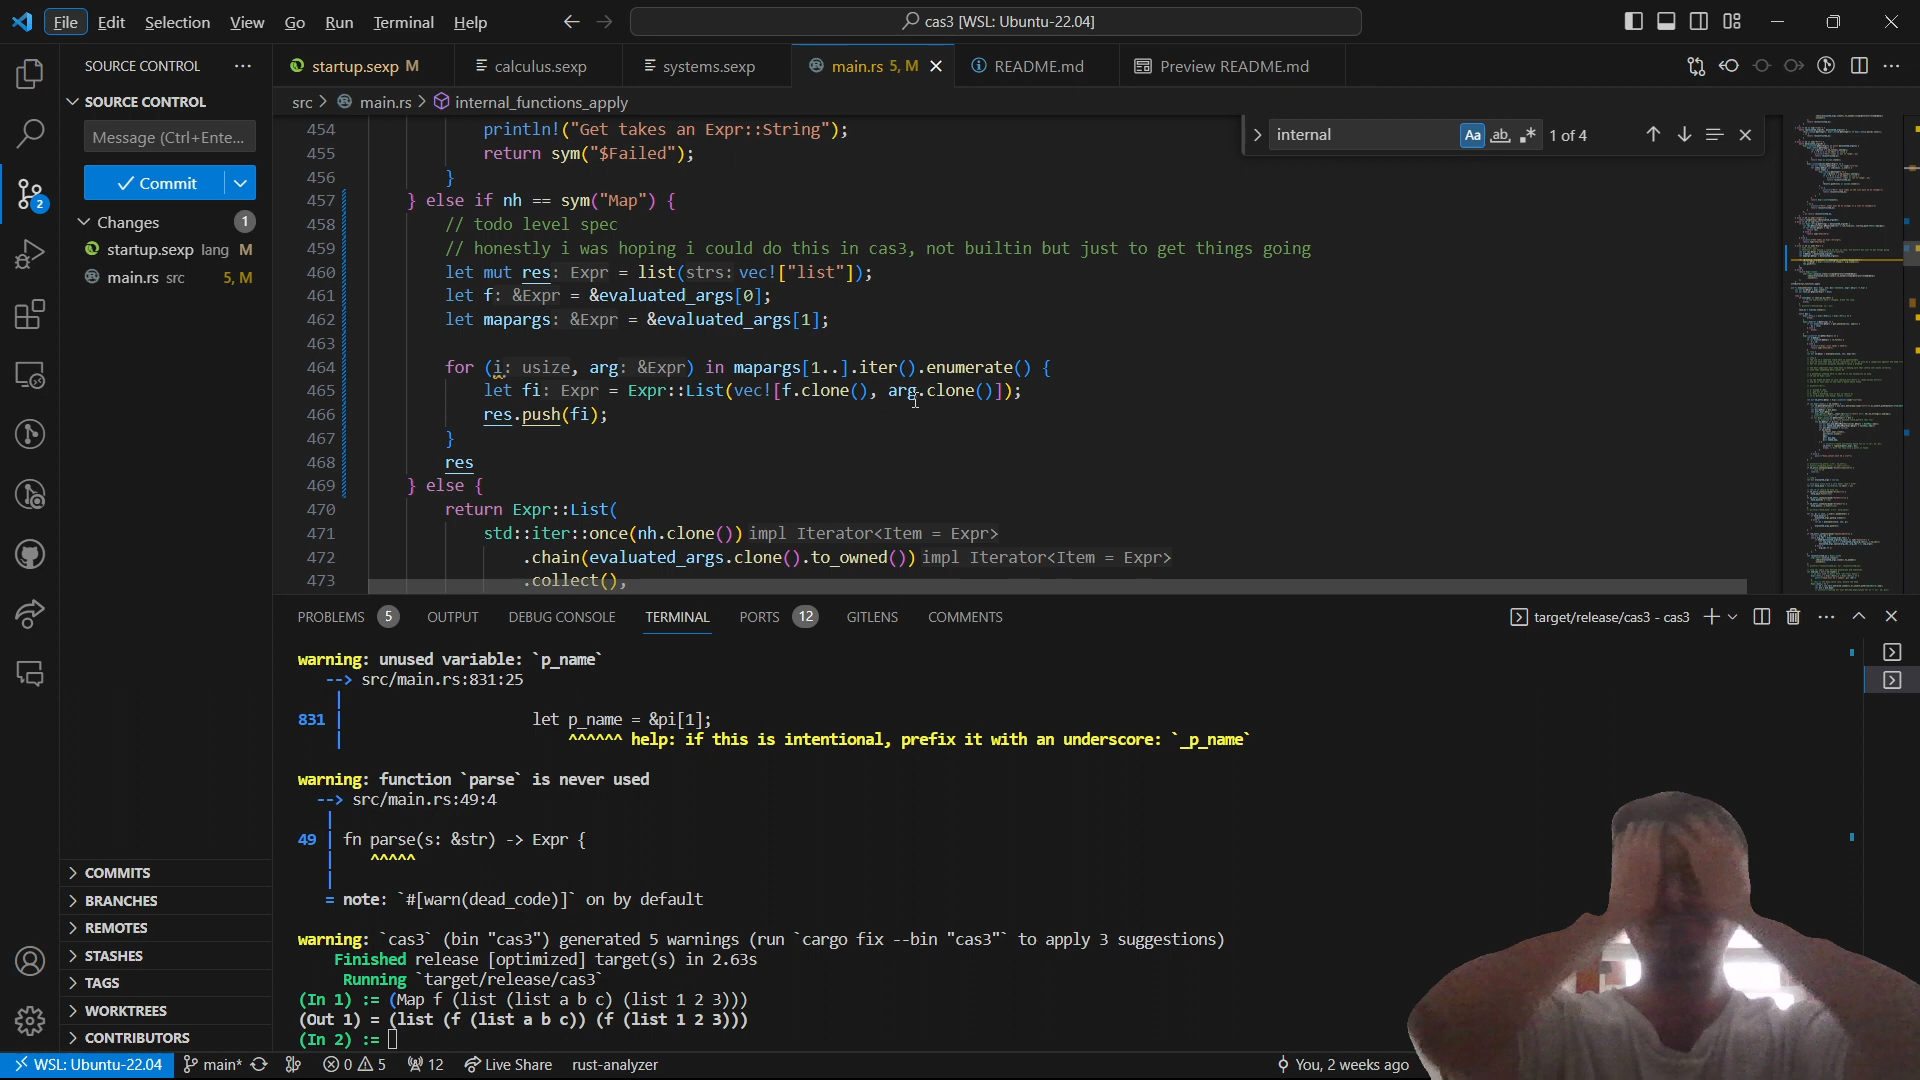 File Edit Selection View Go Run Terminal Help
cas3 [WSL: Ubuntu-22.04]
SOURCE CONTROL
startup.sexp M
calculus.sexp
systems.sexp
main.rs 5, M
README.md
Preview README.md
SOURCE CONTROL
src > main.rs > internal_functions_apply
Message (Ctrl+Ente...
Commit
Changes 1
startup.sexp lang M
main.rs src 5, M
2
internal
Aa ab .* 1 of 4
454 println!("Get takes an Expr::String");
455 return sym("$Failed");
456 }
457 } else if nh == sym("Map") {
458 // todo level spec
459 // honestly i was hoping i could do this in cas3, not builtin but just to get things going
460 let mut res: Expr = list(strs: vec!["list"]);
461 let f: &Expr = &evaluated_args[0];
462 let mapargs: &Expr = &evaluated_args[1];
463
464 for (i: usize, arg: &Expr) in mapargs[1..].iter().enumerate() {
465 let fi: Expr = Expr::List(vec![f.clone(), arg.clone()]);
466 res.push(fi);
467 }
468 res
469 } else {
470 return Expr::List(
471 std::iter::once(nh.clone()) impl Iterator<Item = Expr>
472 .chain(evaluated_args.clone().to_owned()) impl Iterator<Item = Expr>
473 .collect(),
PROBLEMS 5 OUTPUT DEBUG CONSOLE TERMINAL PORTS 12 GITLENS COMMENTS
target/release/cas3 - cas3
warning: unused variable: `p_name`
--> src/main.rs:831:25
|
831 | let p_name = &pi[1];
| ^^^^^^ help: if this is intentional, prefix it with an underscore: `_p_name`
warning: function `parse` is never used
--> src/main.rs:49:4
|
49 | fn parse(s: &str) -> Expr {
| ^^^^^
|
= note: `#[warn(dead_code)]` on by default
warning: `cas3` (bin "cas3") generated 5 warnings (run `cargo fix --bin "cas3"` to apply 3 suggestions)
Finished release [optimized] target(s) in 2.63s
Running `target/release/cas3`
(In 1) := (Map f (list (list a b c) (list 1 2 3)))
(Out 1) = (list (f (list a b c)) (f (list 1 2 3)))
(In 2) :=
COMMITS
BRANCHES
REMOTES
STASHES
TAGS
WORKTREES
CONTRIBUTORS
WSL: Ubuntu-22.04 main* 0 5 12 Live Share rust-analyzer You, 2 weeks ago